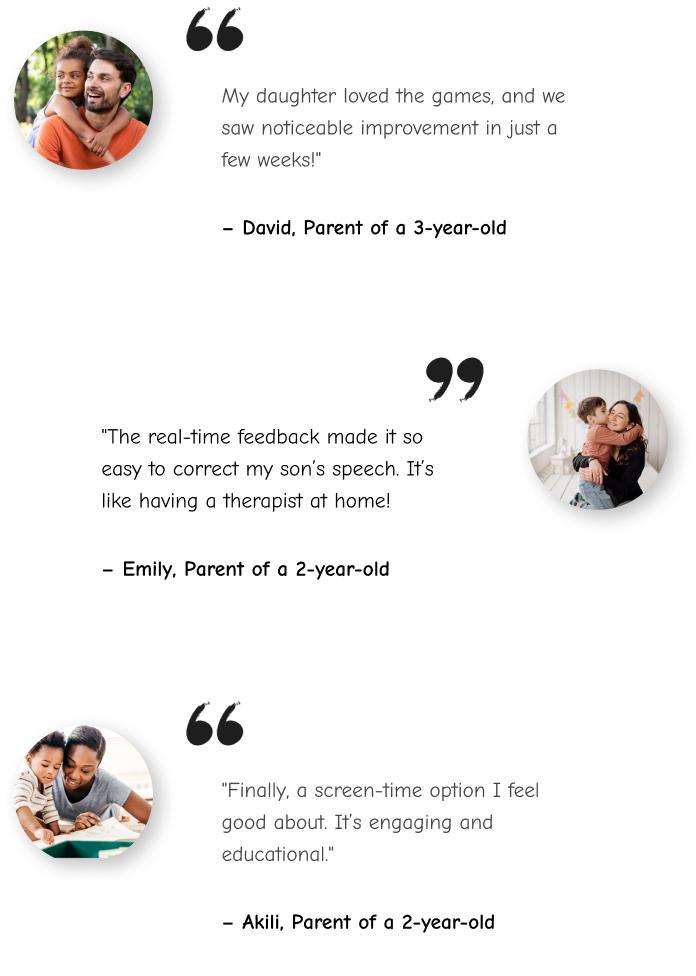 “
My daughter loved the games, and we
saw noticeable improvement in just a
few weeks!"
– David, Parent of a 3-year-old
”
"The real-time feedback made it so
easy to correct my son’s speech. It’s
like having a therapist at home!
– Emily, Parent of a 2-year-old
“
"Finally, a screen-time option I feel
good about. It’s engaging and
educational."
– Akili, Parent of a 2-year-old